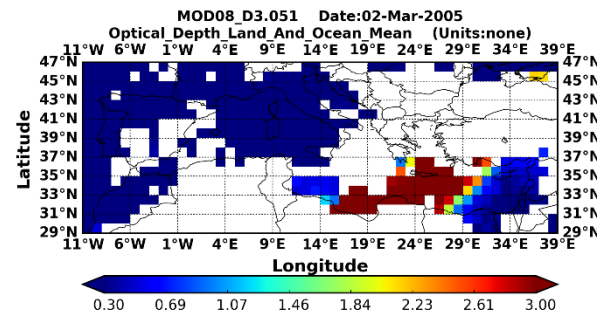 MOD08_D3.051 Date:02-Mar-2005
Optical_Depth_Land_And_Ocean_Mean (Units:none)
11°W 6°W 1°W 4°E 9°E 14°E 19°E 24°E 29°E 34°E 39°E
47°N 47°N
45°N 45°N
43°N 43°N
41°N 41°N
39°N 39°N
37°N 37°N
35°N 35°N
33°N 33°N
31°N 31°N
29°N 29°N
Latitude
11°W 6°W 1°W 4°E 9°E 14°E 19°E 24°E 29°E 34°E 39°E
Longitude
0.30 0.69 1.07 1.46 1.84 2.23 2.61 3.00